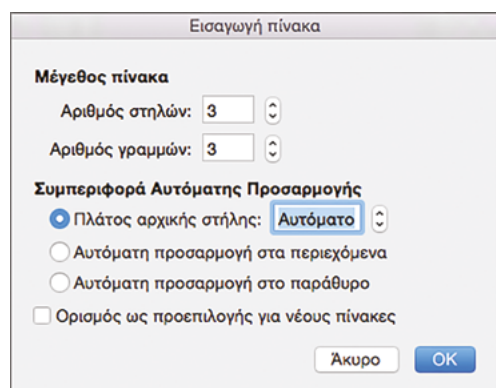 Εισαγωγή πίνακα
Μέγεθος πίνακα
Αριθμός στηλών: 3
Αριθμός γραμμών: 3
Συμπεριφορά Αυτόματης Προσαρμογής
Πλάτος αρχικής στήλης: Αυτόματο
Αυτόματη προσαρμογή στα περιεχόμενα
Αυτόματη προσαρμογή στο παράθυρο
Ορισμός ως προεπιλογής για νέους πίνακες
Άκυρο OK